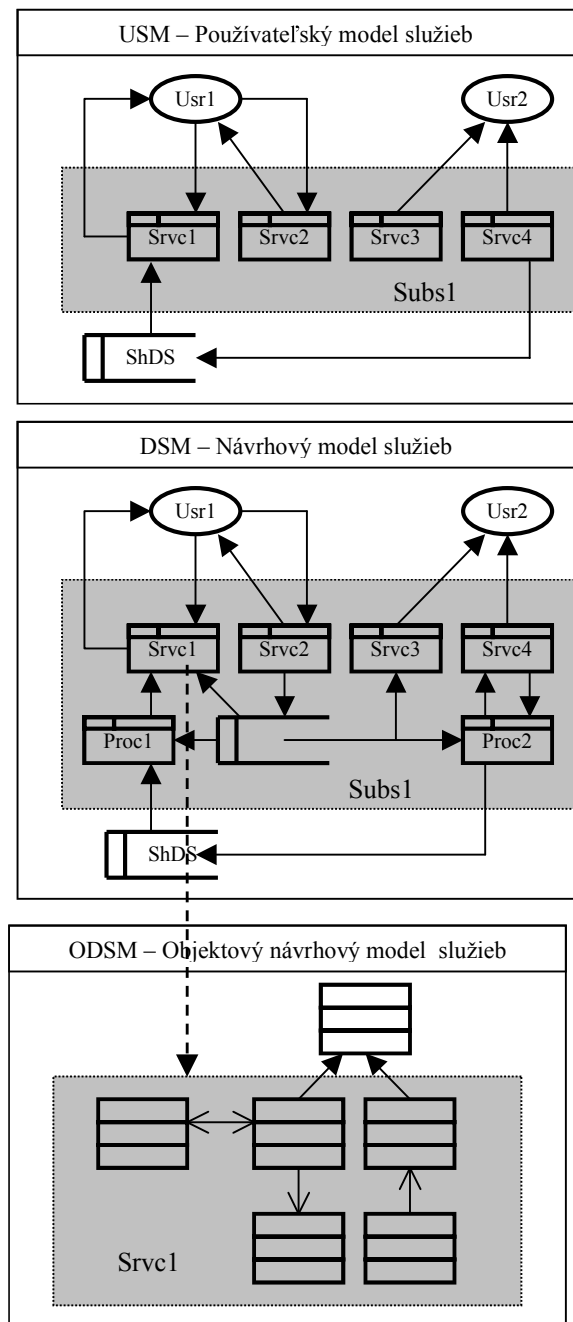 USM – Používateľský model služieb
Usr1
Usr2
Srvc1
Srvc2
Srvc3
Srvc4
Subs1
ShDS
DSM – Návrhový model služieb
Usr1
Usr2
Srvc1
Srvc2
Srvc3
Srvc4
Proc1
Proc2
Subs1
ShDS
ODSM – Objektový návrhový model služieb
Srvc1